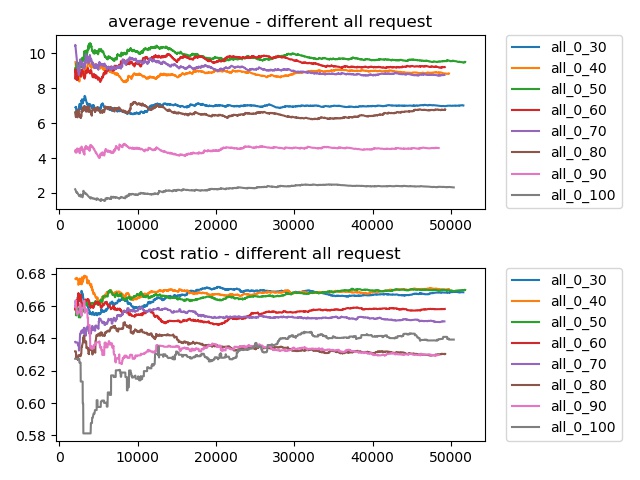 average revenue - different all request
10
8
6
4
2
0 10000 20000 30000 40000 50000
all_0_30
all_0_40
all_0_50
all_0_60
all_0_70
all_0_80
all_0_90
all_0_100
cost ratio - different all request
0.68
0.66
0.64
0.62
0.60
0.58
0 10000 20000 30000 40000 50000
all_0_30
all_0_40
all_0_50
all_0_60
all_0_70
all_0_80
all_0_90
all_0_100